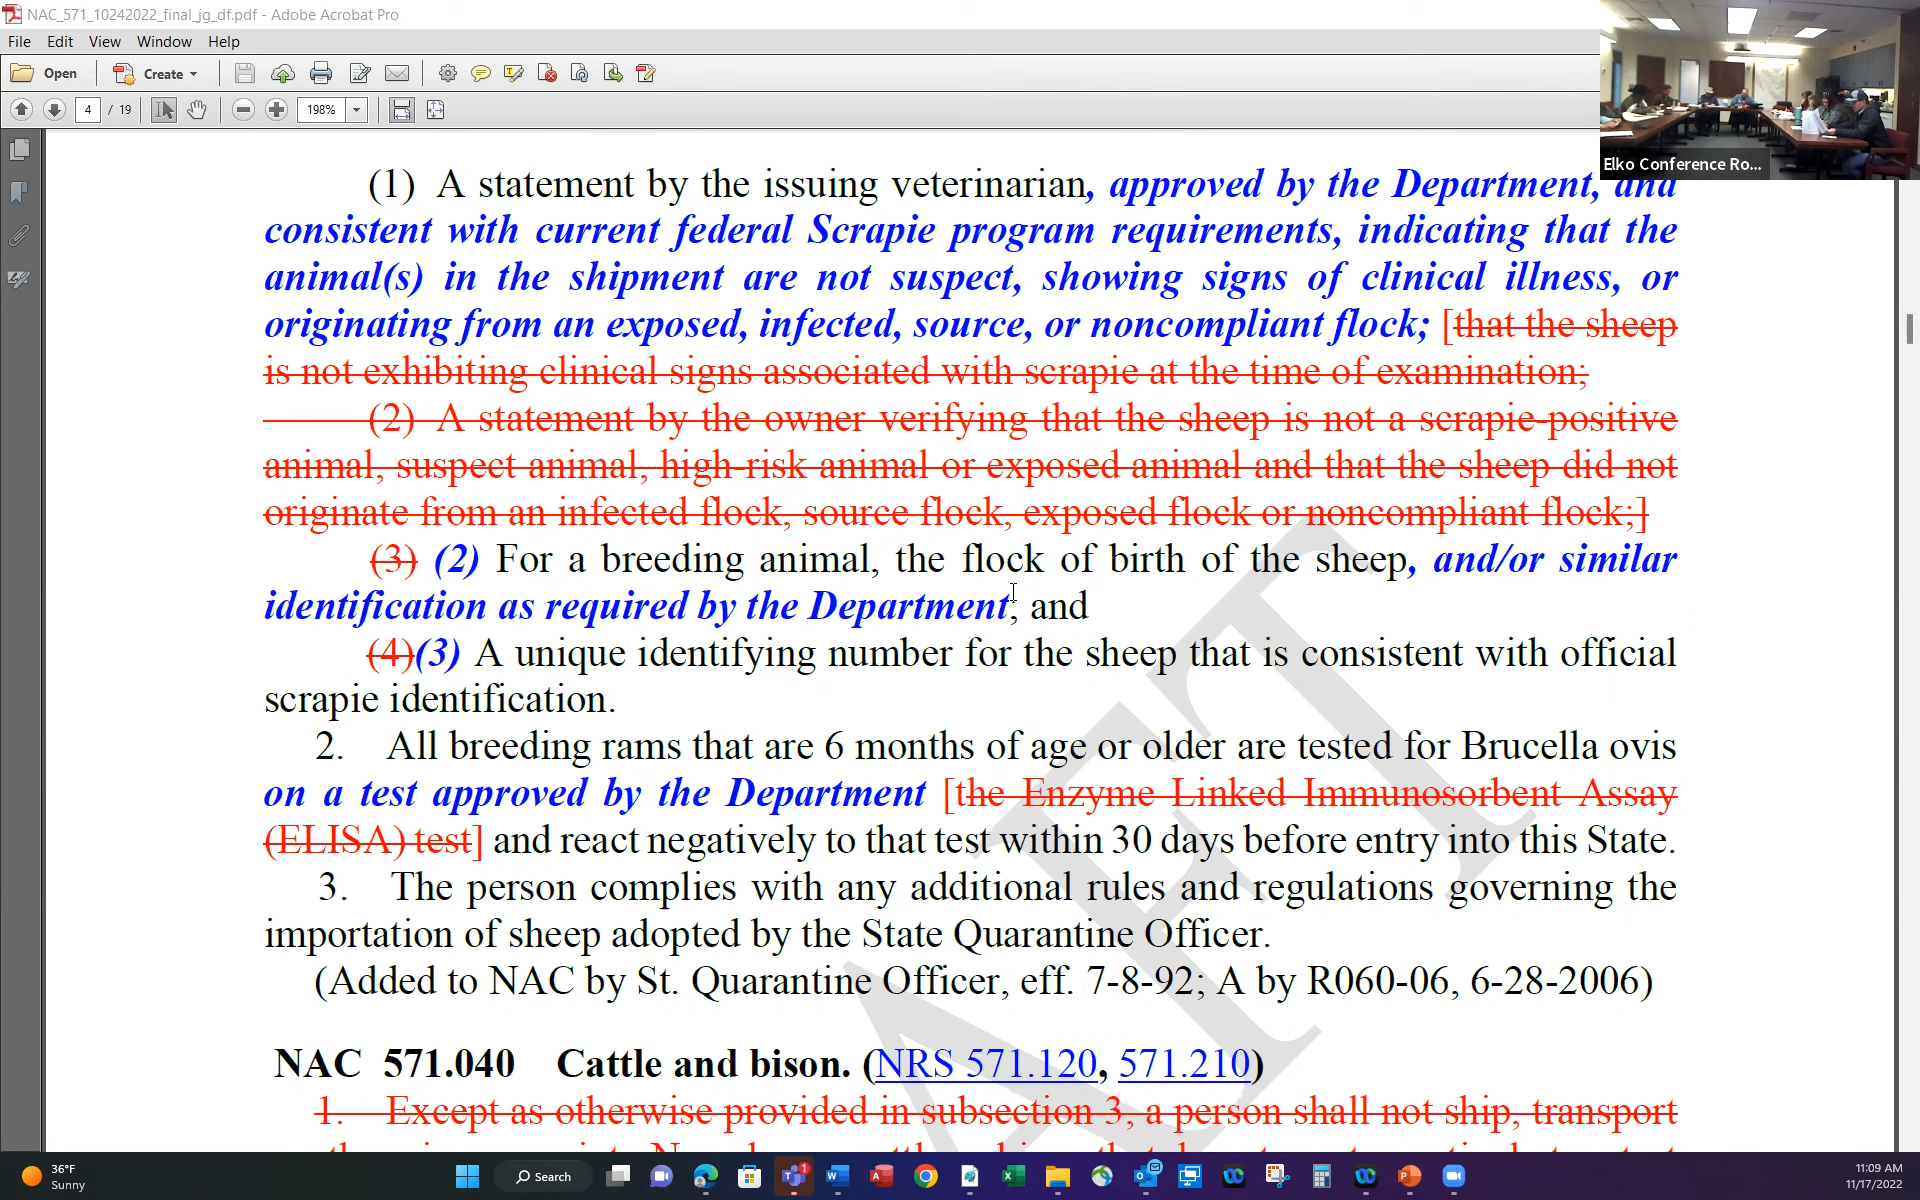 NAC_571_10242022_final_jg_df.pdf - Adobe Acrobat Pro
File Edit View Window Help
Open Create
4 / 19 198%
Elko Conference Ro...
(1) A statement by the issuing veterinarian, approved by the Department, and
consistent with current federal Scrapie program requirements, indicating that the
animal(s) in the shipment are not suspect, showing signs of clinical illness, or
originating from an exposed, infected, source, or noncompliant flock; [that the sheep
is not exhibiting clinical signs associated with scrapie at the time of examination;
(2) A statement by the owner verifying that the sheep is not a scrapie-positive
animal, suspect animal, high-risk animal or exposed animal and that the sheep did not
originate from an infected flock, source flock, exposed flock or noncompliant flock;]
(3) (2) For a breeding animal, the flock of birth of the sheep, and/or similar
identification as required by the Department; and
(4)(3) A unique identifying number for the sheep that is consistent with official
scrapie identification.
2. All breeding rams that are 6 months of age or older are tested for Brucella ovis
on a test approved by the Department [the Enzyme Linked Immunosorbent Assay
(ELISA) test] and react negatively to that test within 30 days before entry into this State.
3. The person complies with any additional rules and regulations governing the
importation of sheep adopted by the State Quarantine Officer.
(Added to NAC by St. Quarantine Officer, eff. 7-8-92; A by R060-06, 6-28-2006)
NAC 571.040 Cattle and bison. (NRS 571.120, 571.210)
1. Except as otherwise provided in subsection 3, a person shall not ship, transport
AFT
36°F
Sunny
Search
11:09 AM
11/17/2022